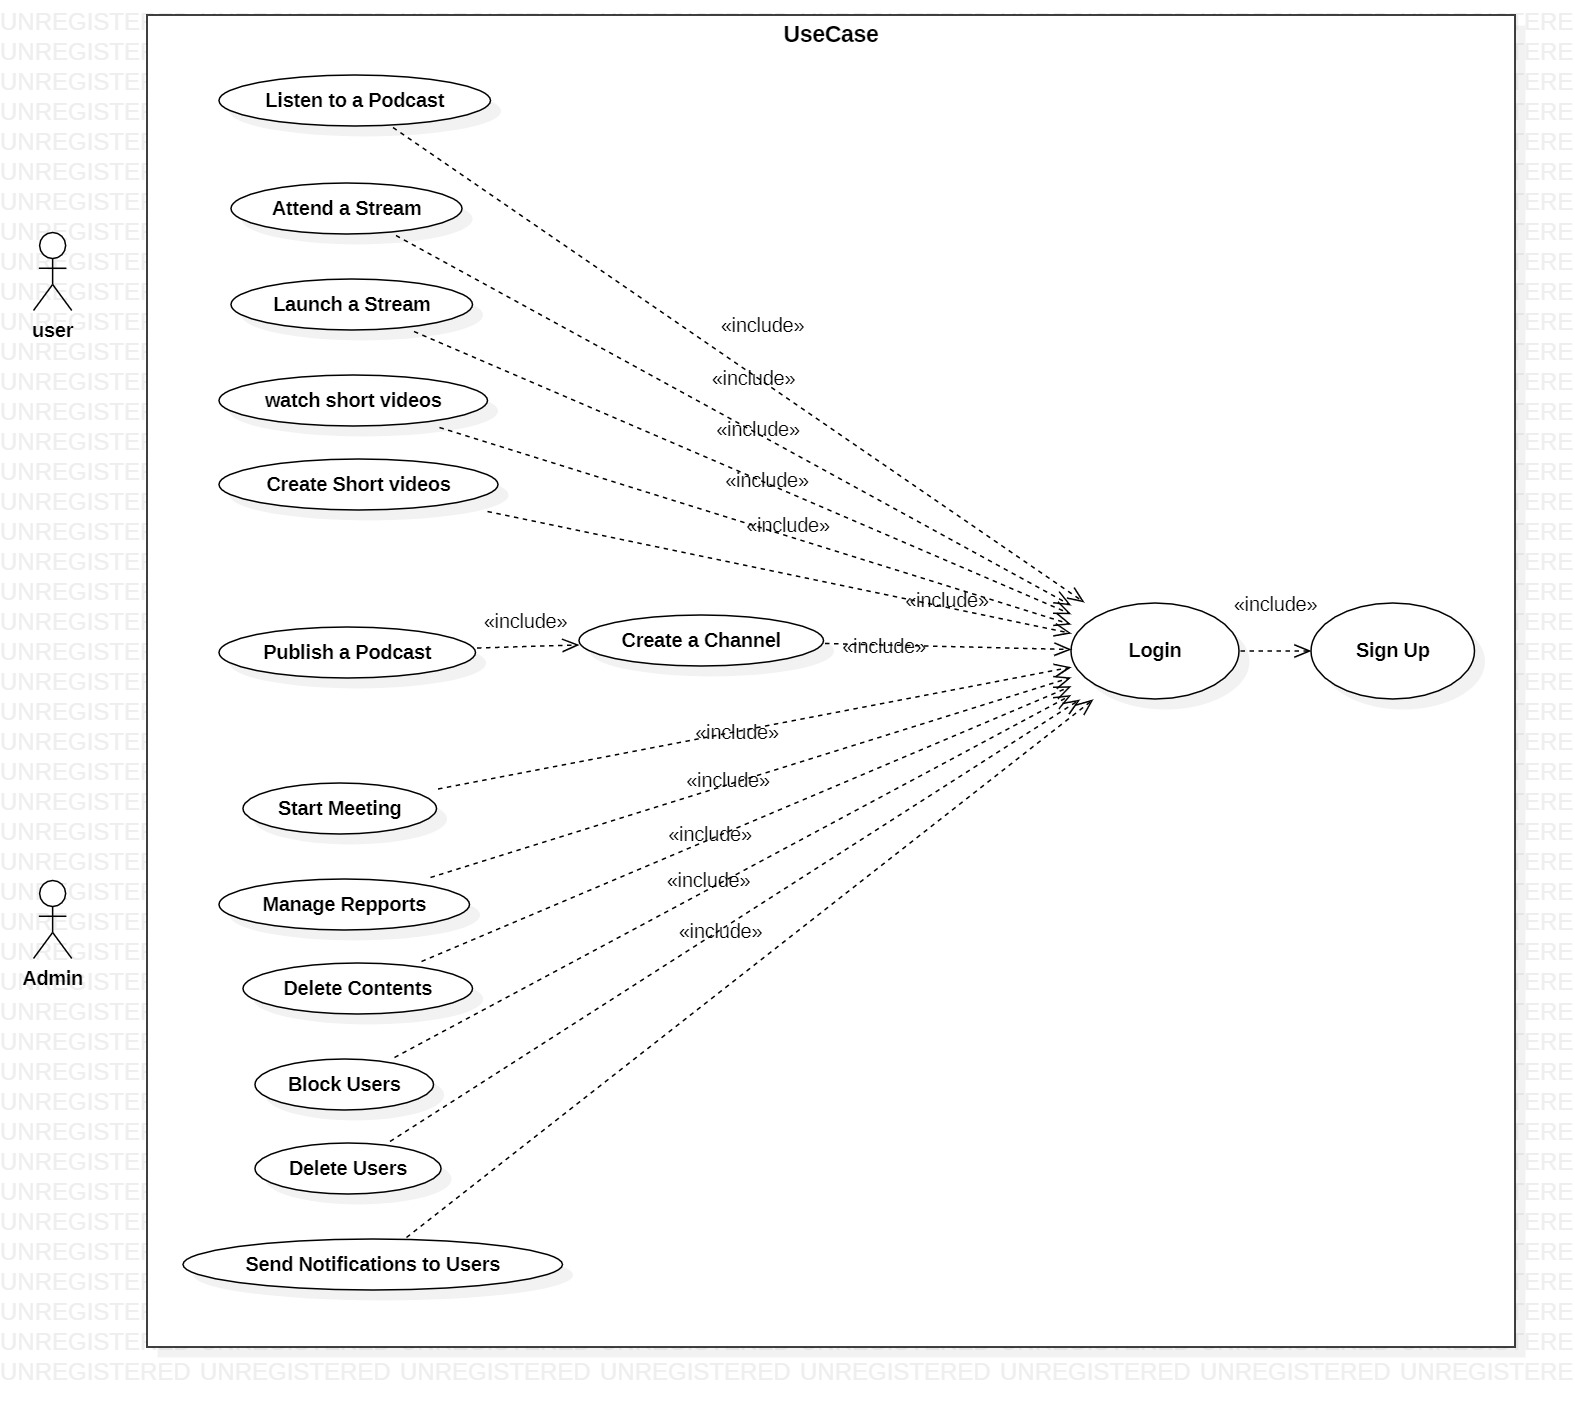 UseCase
Listen to a Podcast
Attend a Stream
Launch a Stream
user
«include»
watch short videos
«include»
«include»
Create Short videos
«include»
«include»
«include»
«include»
«include»
Publish a Podcast
Create a Channel
«include»
Login
Sign Up
«include»
Start Meeting
«include»
«include»
Manage Repports
«include»
«include»
Admin
Delete Contents
Block Users
Delete Users
Send Notifications to Users
UNREGISTERED UNREGISTERED UNREGISTERED UNREGISTERED UNREGISTERED UNREGISTERED UNREGISTERED UNREGISTERE